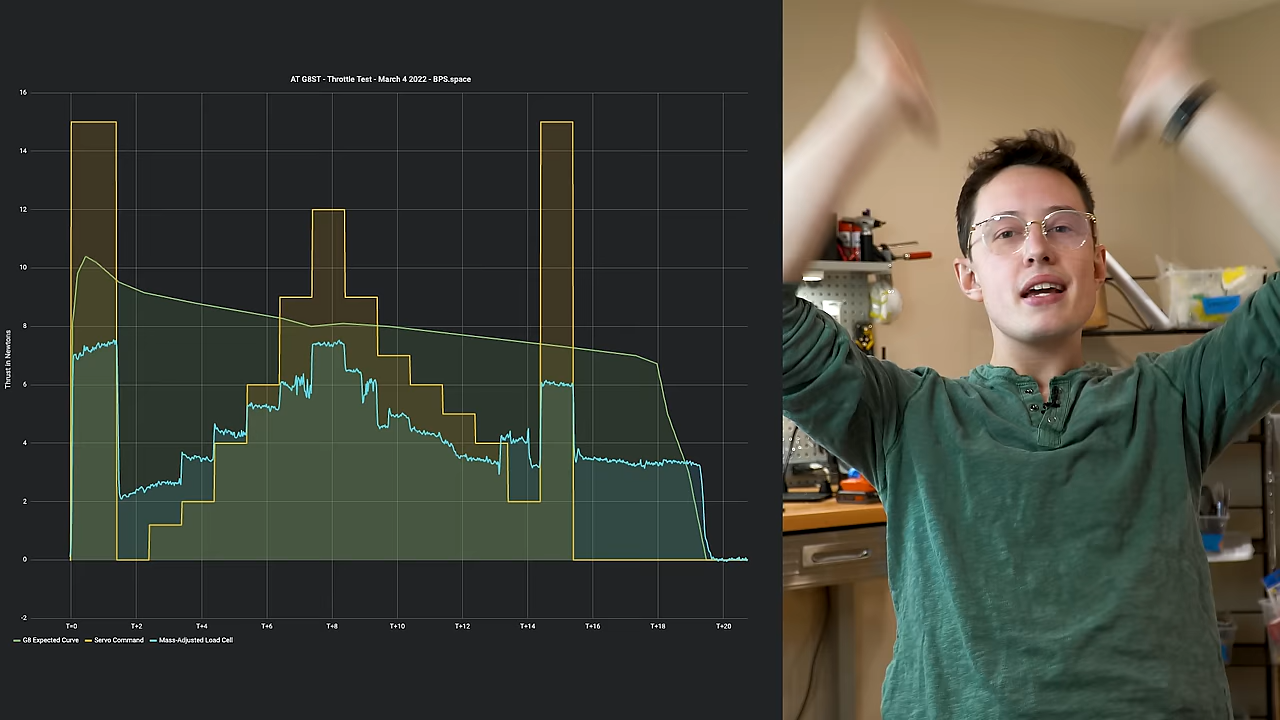 AT G8ST - Throttle Test - March 4 2022 - BPS.space
16
14
12
10
8
6
4
2
0
-2
Thrust in Newtons
T+0
T+2
T+4
T+6
T+8
T+10
T+12
T+14
T+16
T+18
T+20
G8 Expected Curve
Servo Command
Mass-Adjusted Load Cell